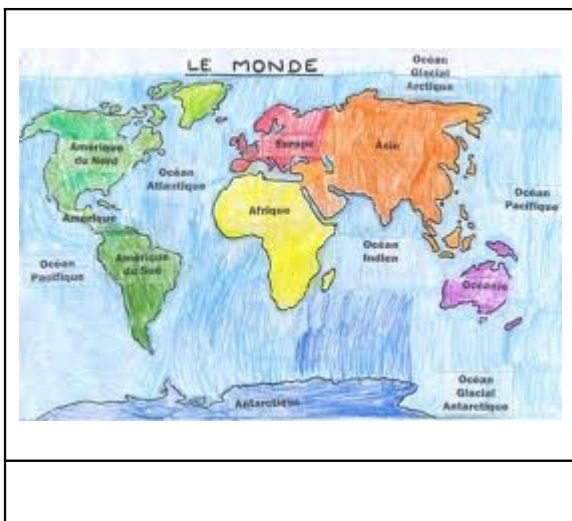 LE MONDE
Océan
Glacial
Arctique
Amérique
du Nord
Europe
Asie
Océan
Atlantique
Océan
Pacifique
Afrique
Amérique
Océan
Indien
Océan
Pacifique
Amérique
du Sud
Océanie
Océan
Glacial
Antarctique
Antarctique